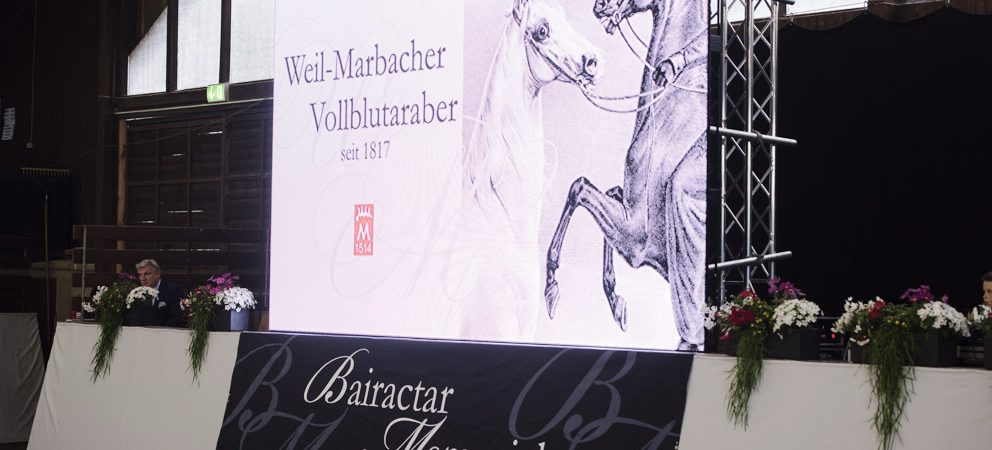 Weil-Marbacher
Vollblutaraber
seit 1817
M
1514
Bairactar